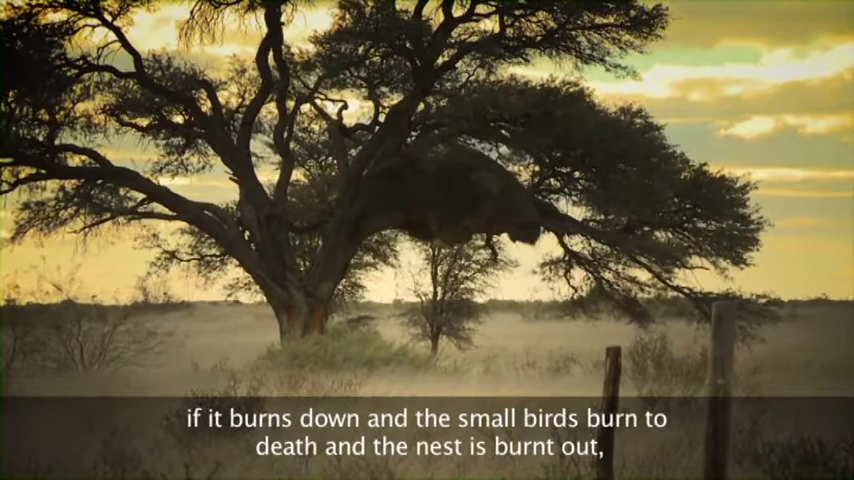 if it burns down and the small birds burn to
death and the nest is burnt out,